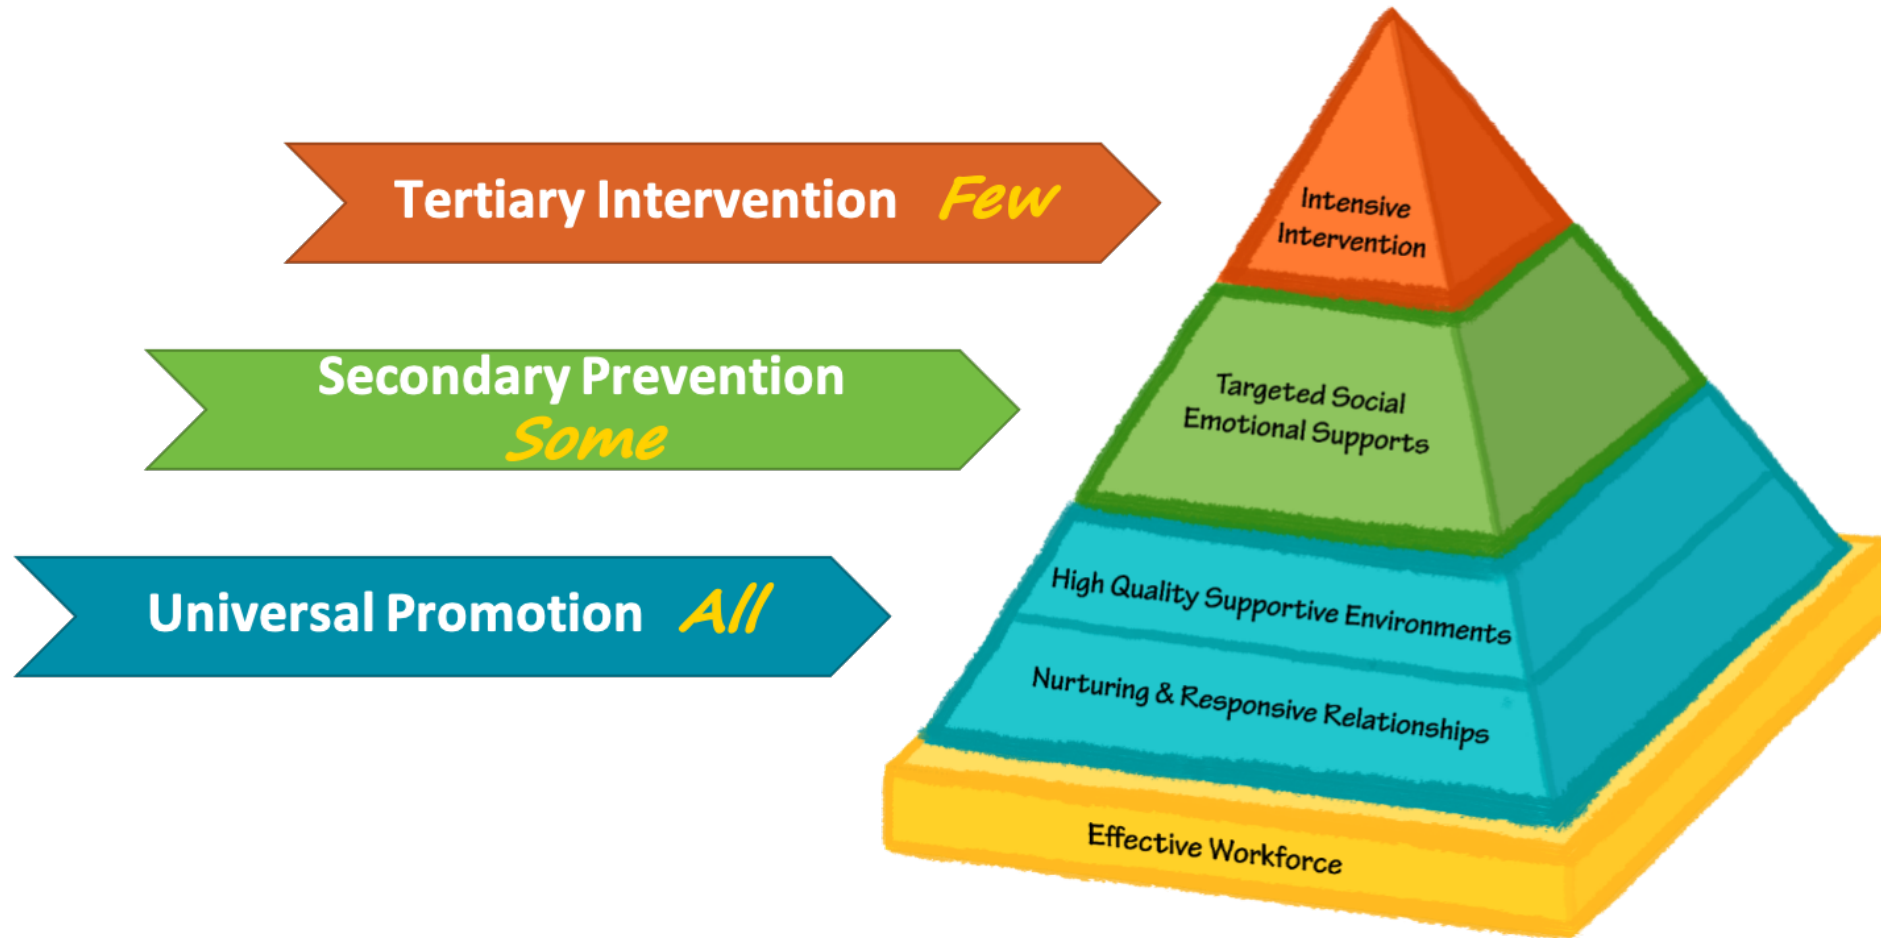 Tertiary Intervention Few
Intensive
Intervention
Secondary Prevention
Some
Targeted Social
Emotional Supports
Universal Promotion All
High Quality Supportive Environments
Nurturing & Responsive Relationships
Effective Workforce